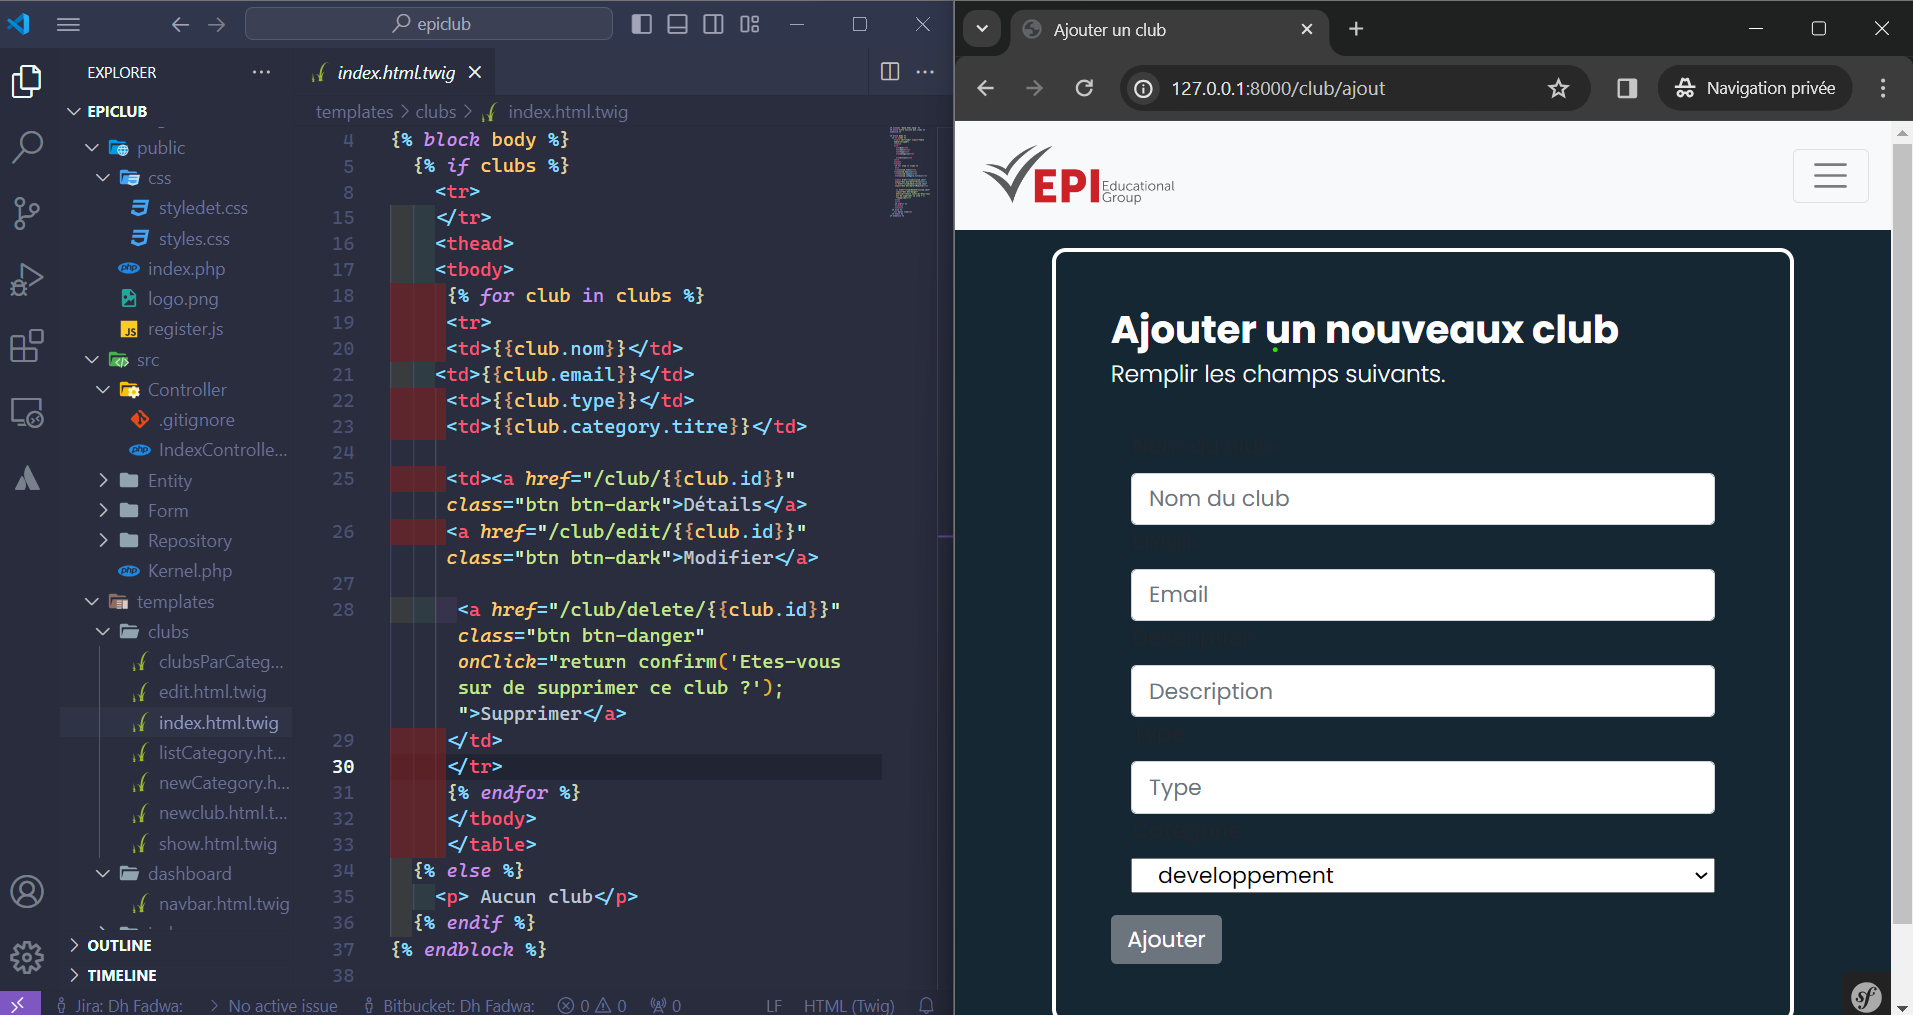 epiclub
EXPLORER
EPICLUB
public
css
styledet.css
styles.css
index.php
logo.png
JS register.js
src
Controller
.gitignore
IndexControlle...
Entity
Form
Repository
Kernel.php
templates
clubs
clubsParCateg...
edit.html.twig
index.html.twig
listCategory.ht...
newCategory.h...
newclub.html.t...
show.html.twig
dashboard
navbar.html.twig
OUTLINE
TIMELINE
index.html.twig
templates > clubs > index.html.twig
4 {% block body %}
5 {% if clubs %}
8 <tr>
15 </tr>
16 <thead>
17 <tbody>
18 {% for club in clubs %}
19 <tr>
20 <td>{{club.nom}}</td>
21 <td>{{club.email}}</td>
22 <td>{{club.type}}</td>
23 <td>{{club.category.titre}}</td>
24
25 <td><a href="/club/{{club.id}}"
class="btn btn-dark">Détails</a>
26 <a href="/club/edit/{{club.id}}"
class="btn btn-dark">Modifier</a>
27
28 <a href="/club/delete/{{club.id}}"
class="btn btn-danger"
onClick="return confirm('Etes-vous
sur de supprimer ce club ?');
">Supprimer</a>
29 </td>
30 </tr>
31 {% endfor %}
32 </tbody>
33 </table>
34 {% else %}
35 <p> Aucun club</p>
36 {% endif %}
37 {% endblock %}
38
Jira: Dh Fadwa: > No active issue Bitbucket: Dh Fadwa: 0 0 0 LF HTML (Twig)
Ajouter un club
127.0.0.1:8000/club/ajout
Navigation privée
EPI Educational
Group
Ajouter un nouveaux club
Remplir les champs suivants.
Nom du club
Email
Description
Type
developpement
Ajouter
sf